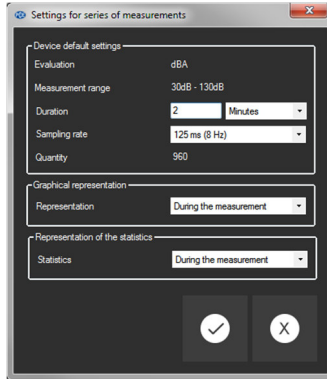 Settings for series of measurements
Device default settings
Evaluation dBA
Measurement range 30dB - 130dB
Duration 2 Minutes
Sampling rate 125 ms (8 Hz)
Quantity 960
Graphical representation
Representation During the measurement
Representation of the statistics
Statistics During the measurement
X